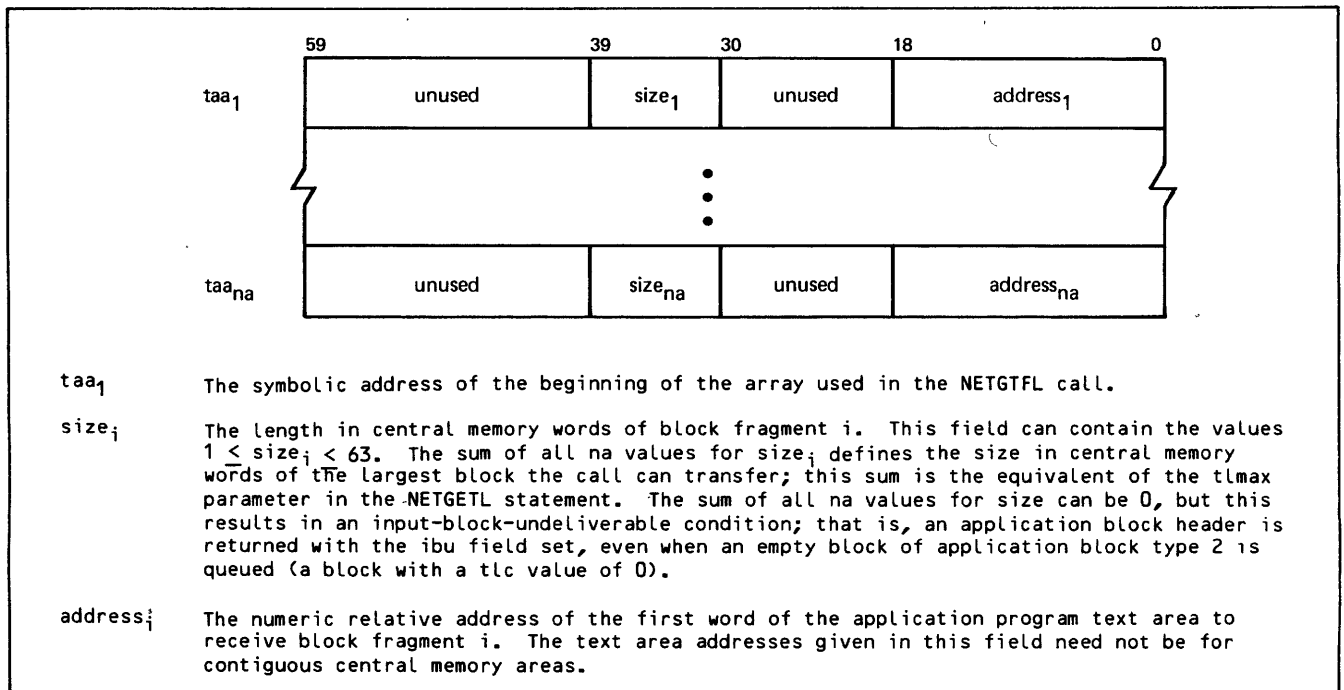 59 39 30 18 0
taa1 unused size1 unused address1
taana unused sizena unused addressna
taa1 The symbolic address of the beginning of the array used in the NETGTFL call.
sizei The length in central memory words of block fragment i. This field can contain the values
1 ≤ sizei ≤ 63. The sum of all na values for sizei defines the size in central memory
words of the largest block the call can transfer; this sum is the equivalent of the tlmax
parameter in the NETGETL statement. The sum of all na values for size can be 0, but this
results in an input-block-undeliverable condition; that is, an application block header is
returned with the ibu field set, even when an empty block of application block type 2 is
queued (a block with a tlc value of 0).
addressi The numeric relative address of the first word of the application program text area to
receive block fragment i. The text area addresses given in this field need not be for
contiguous central memory areas.